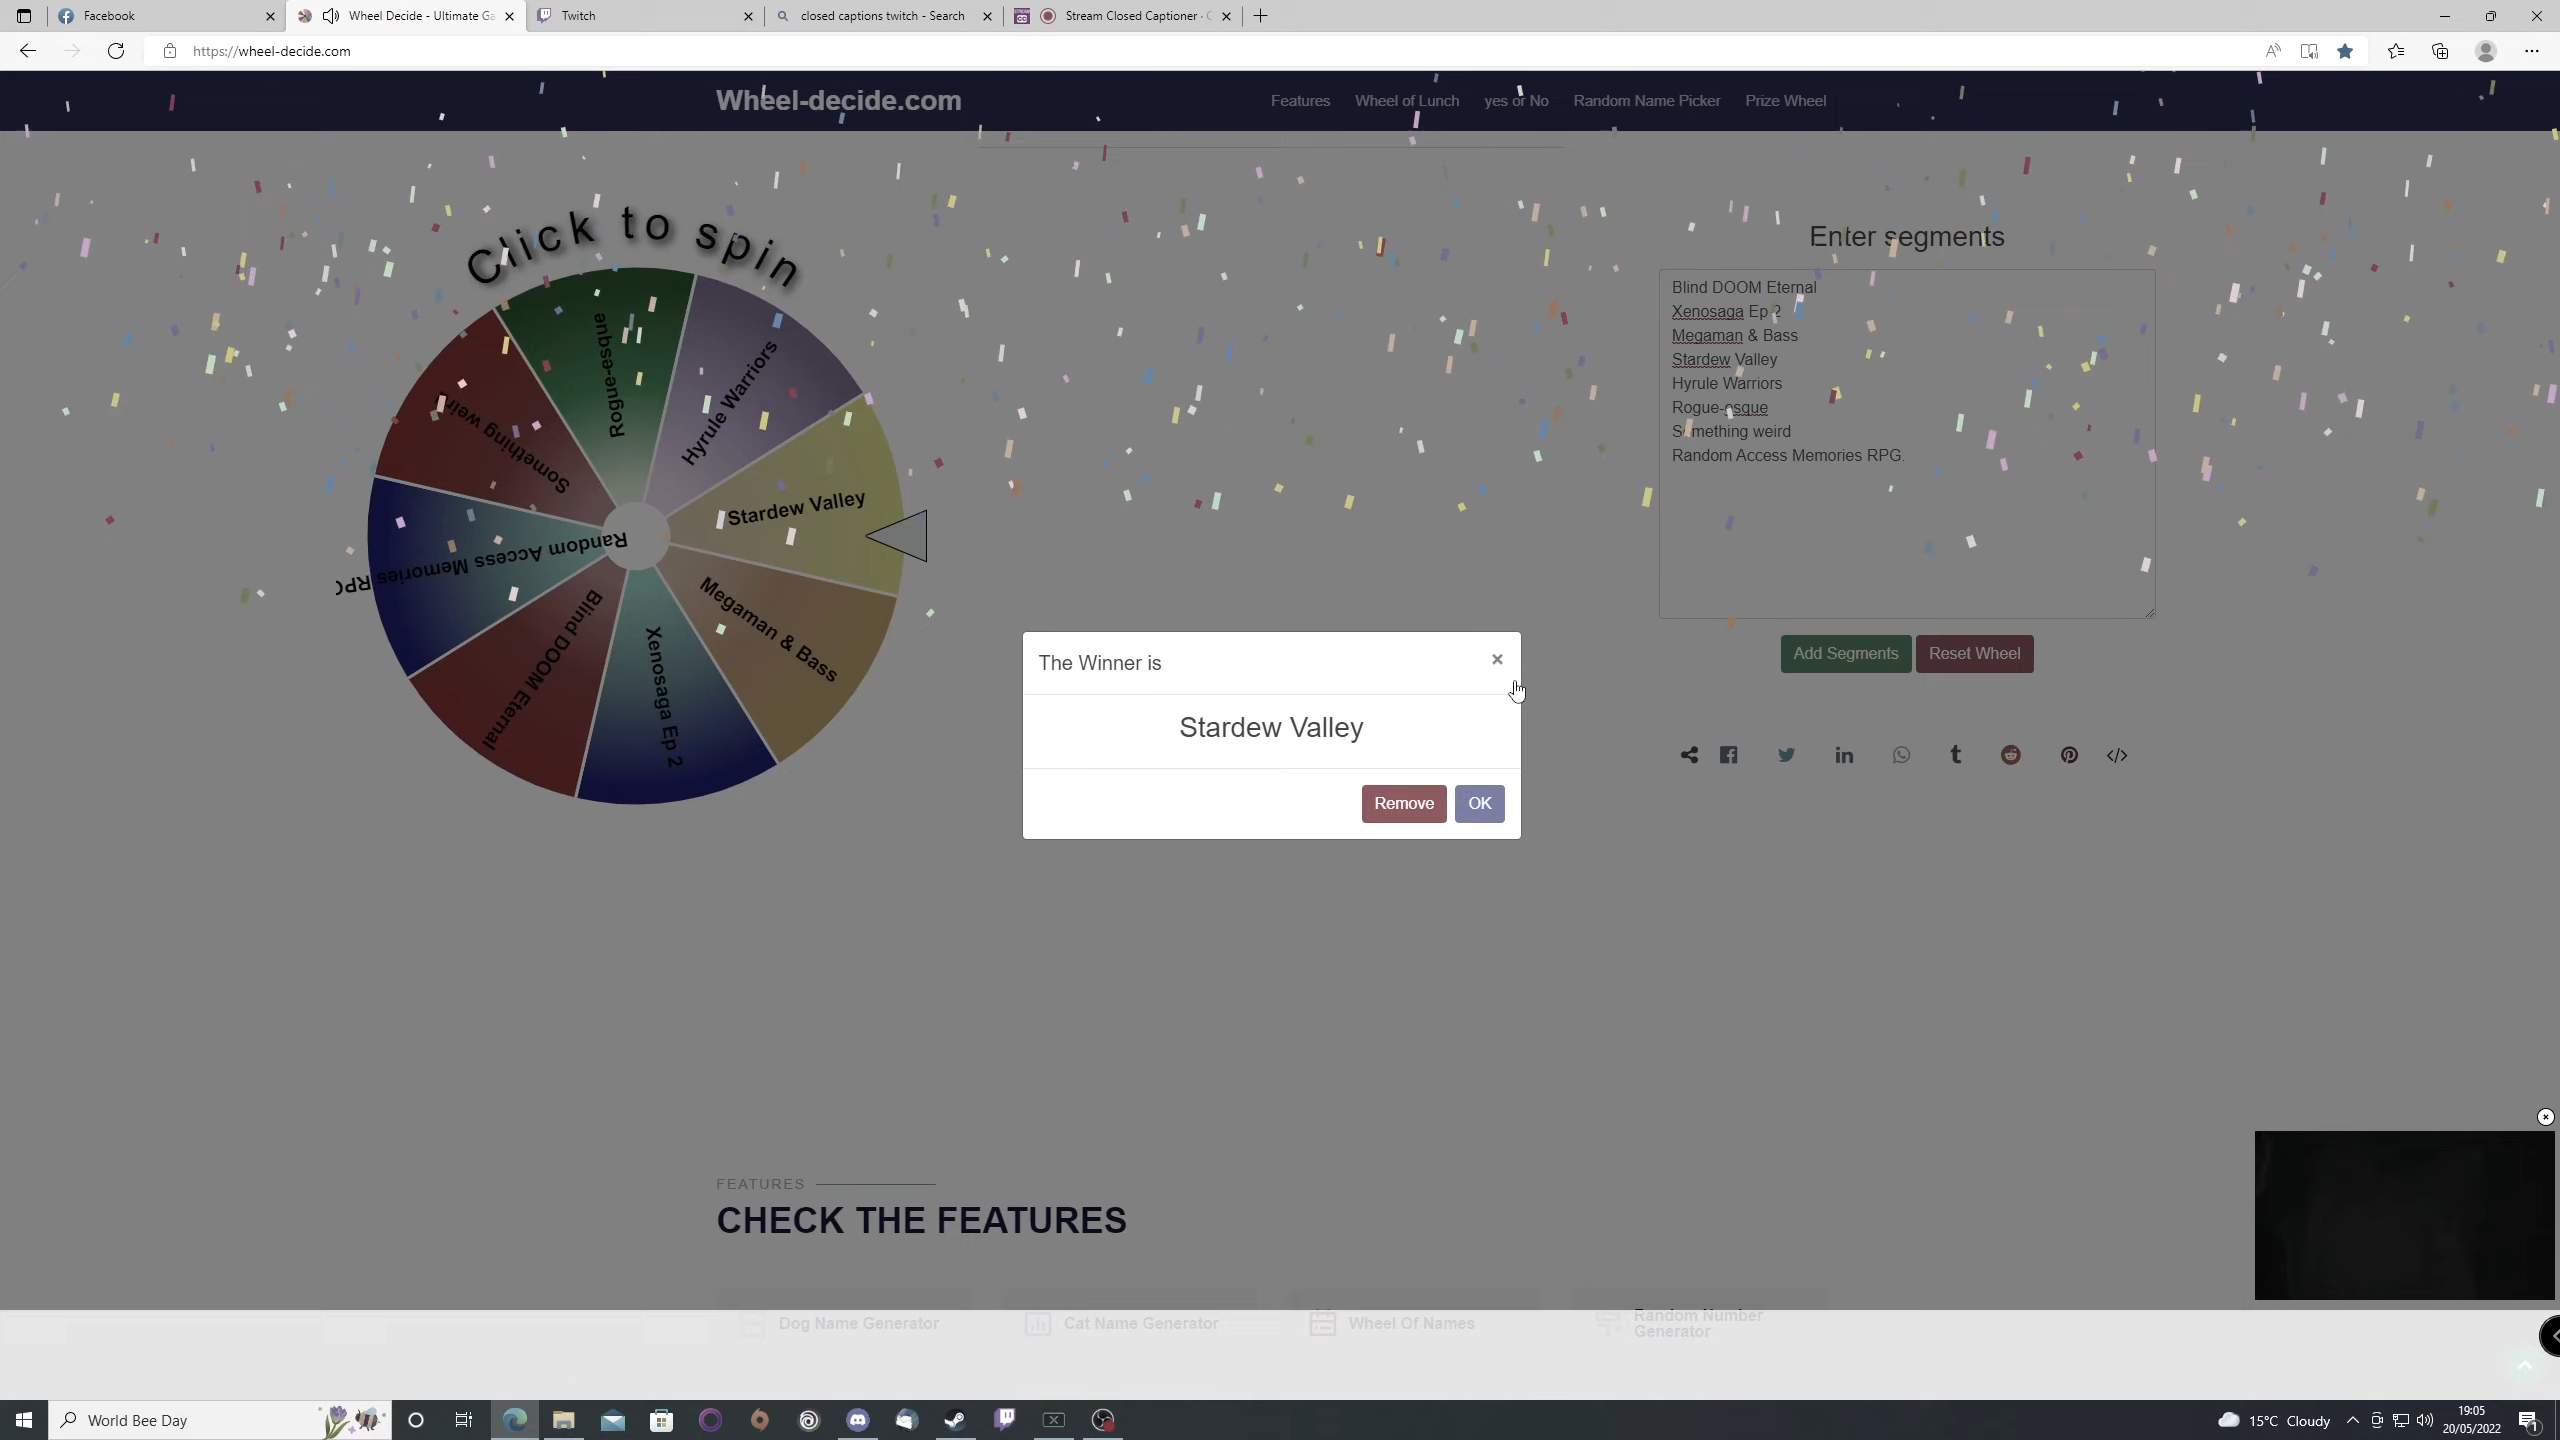 Facebook
Wheel Decide - Ultimate Ga
Twitch
closed captions twitch - Search
Stream Closed Captioner · C
https://wheel-decide.com
Wheel-decide.com
Features
Wheel of Lunch
yes or No
Random Name Picker
Prize Wheel
Click to spin
Enter segments
Blind DOOM Eternal
Xenosaga Ep 2
Megaman & Bass
Stardew Valley
Hyrule Warriors
Rogue-esque
Something weird
Random Access Memories RPG.
Rogue-esque
Hyrule Warriors
Something weir
Stardew Valley
Random Access Memories RPG
Megaman & Bass
Blind DOOM Eternal
Xenosaga Ep 2
Add Segments
Reset Wheel
The Winner is
×
Stardew Valley
Remove
OK
FEATURES
CHECK THE FEATURES
Dog Name Generator
Cat Name Generator
Wheel Of Names
Random Number
Generator
World Bee Day
15°C Cloudy
19:05
20/05/2022
1